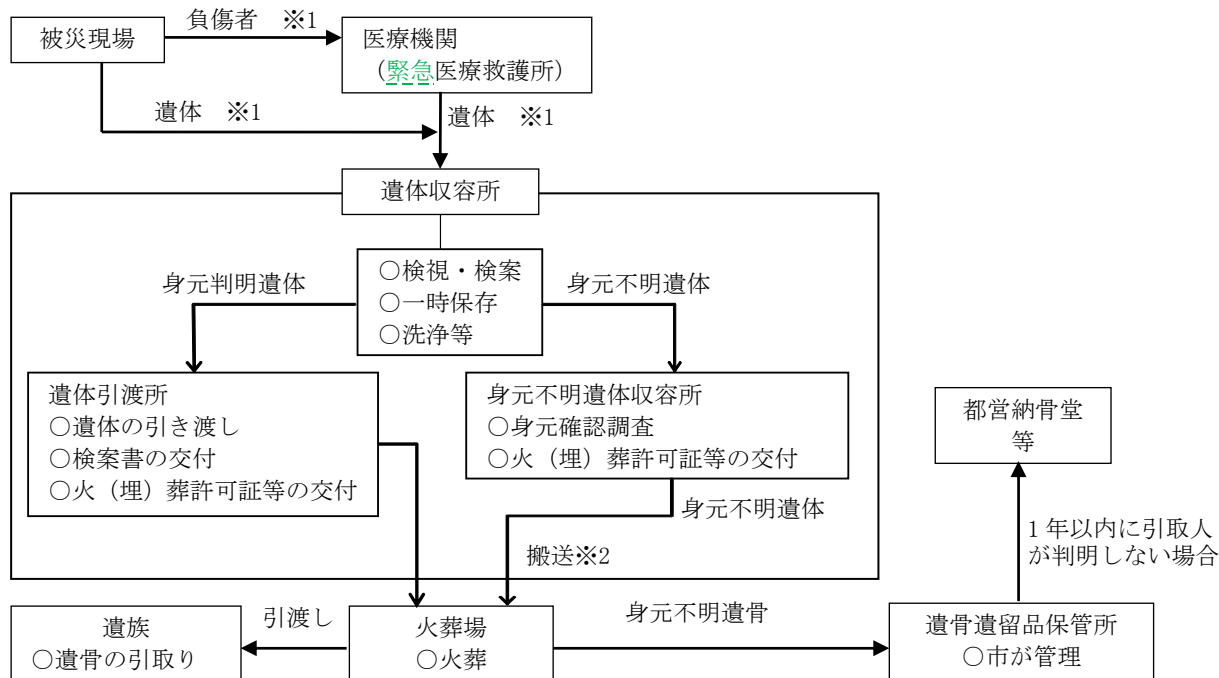 負傷者　※1
被災現場
医療機関
（緊急医療救護所）
遺体　※1
遺体　※1
遺体収容所
○検視・検案
○一時保存
○洗浄等
身元判明遺体
身元不明遺体
遺体引渡所
○遺体の引き渡し
○検案書の交付
○火（埋）葬許可証等の交付
身元不明遺体収容所
○身元確認調査
○火（埋）葬許可証等の交付
都営納骨堂
等
身元不明遺体
1年以内に引取人
が判明しない場合
搬送※2
遺族
○遺骨の引取り
引渡し
火葬場
○火葬
身元不明遺骨
遺骨遺留品保管所
○市が管理